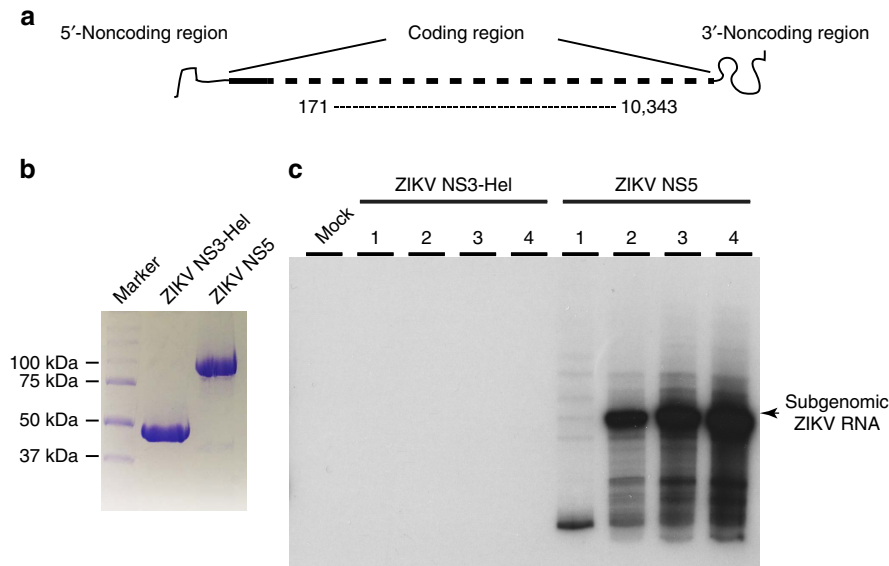 a
5′-Noncoding region
Coding region
3′-Noncoding region
171
10,343
b
Marker
ZIKV NS3-Hel
ZIKV NS5
100 kDa
75 kDa
50 kDa
37 kDa
c
Mock
ZIKV NS3-Hel
ZIKV NS5
1
2
3
4
1
2
3
4
Subgenomic
ZIKV RNA